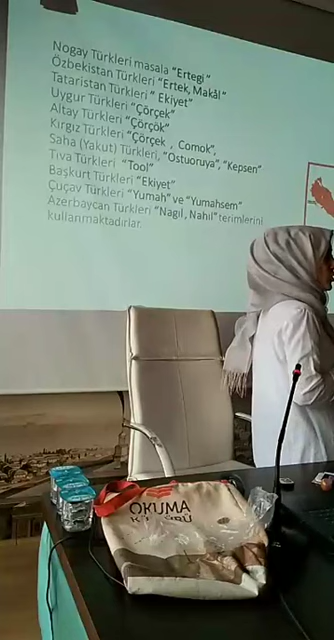 Nogay Türkleri masala "Ertegi"
Özbekistan Türkleri "Ertek, Makâl"
Tataristan Türkleri " Ekiyet"
Uygur Türkleri "Çörçek"
Altay Türkleri "Çörçök"
Kırgız Türkleri "Çörçek , Comok",
Saha (Yakut) Türkleri, "Ostuoruya", "Kepsen"
Tıva Türkleri "Tool"
Başkurt Türkleri "Ekiyet"
Çuçav Türkleri "Yumah" ve "Yumahsem"
Azerbaycan Türkleri "Nagıl, Nahıl" terimlerini
kullanmaktadırlar.
OKUMA